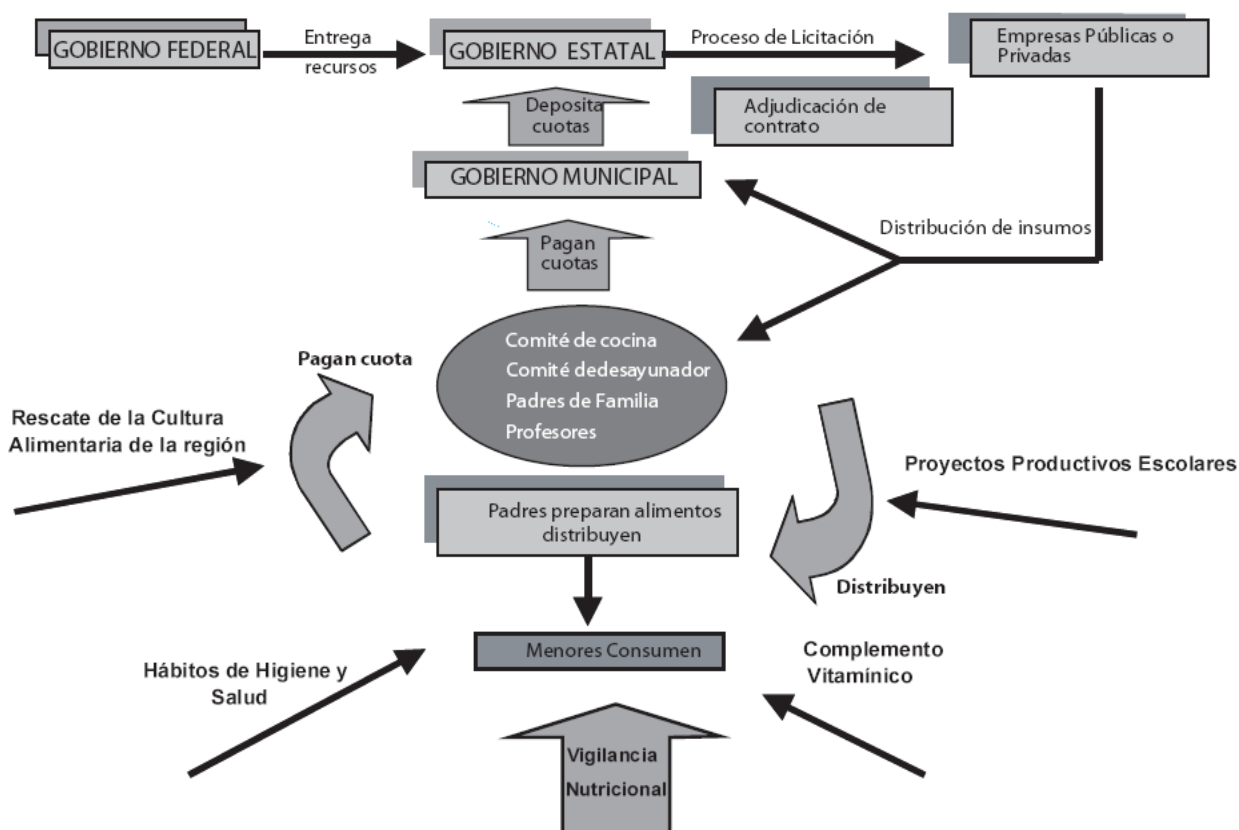 GOBIERNO FEDERAL
Entrega
recursos
GOBIERNO ESTATAL
Proceso de Licitación
Empresas Públicas o
Privadas
Deposita
cuotas
Adjudicación de
contrato
GOBIERNO MUNICIPAL
Distribución de insumos
Pagan
cuotas
Comité de cocina
Comité dedesayunador
Padres de Familia
Profesores
Pagan cuota
Rescate de la Cultura
Alimentaria de la región
Proyectos Productivos Escolares
Padres preparan alimentos
distribuyen
Distribuyen
Menores Consumen
Hábitos de Higiene y
Salud
Complemento
Vitamínico
Vigilancia
Nutricional